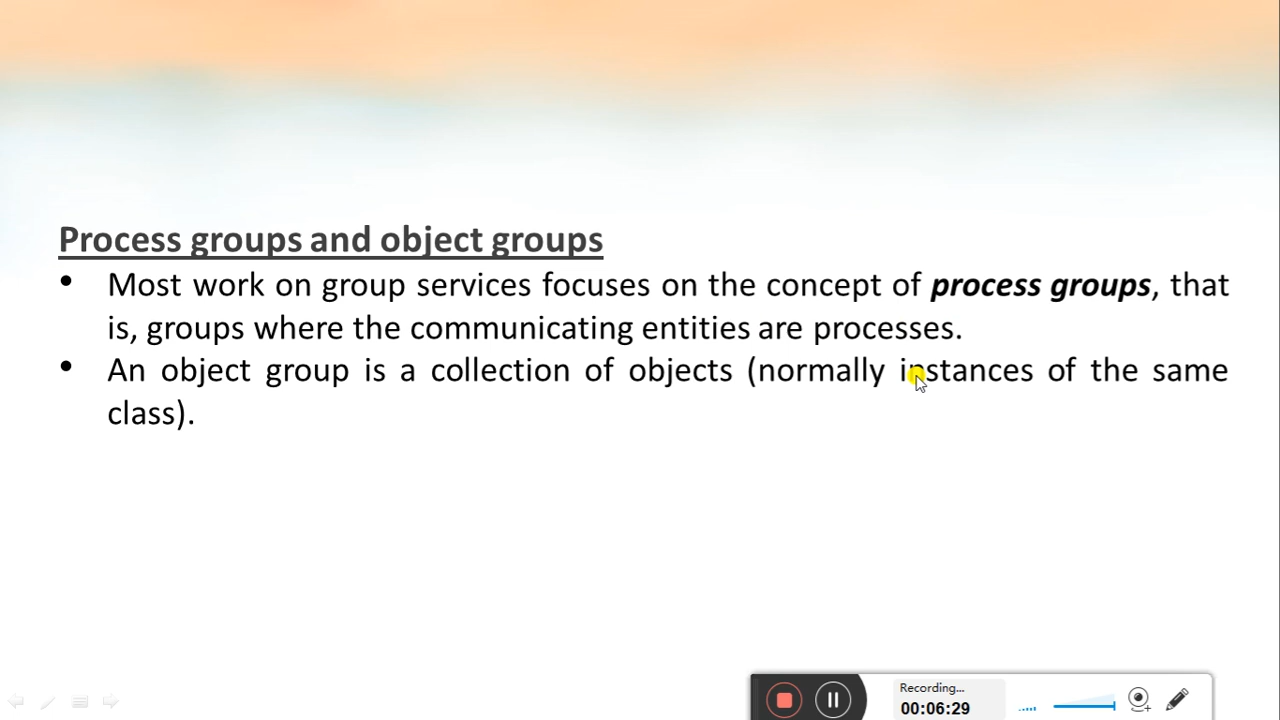 Process groups and object groups
• Most work on group services focuses on the concept of process groups, that
is, groups where the communicating entities are processes.
• An object group is a collection of objects (normally instances of the same
class).
Recording...
00:06:29